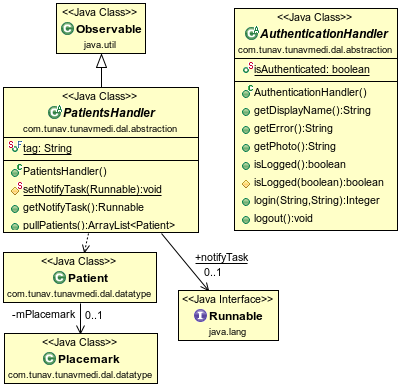 <<Java Class>>
Observable
java.util
<<Java Class>>
AuthenticationHandler
com.tunav.tunavmedi.dal.abstraction
isAuthenticated: boolean
AuthenticationHandler()
getDisplayName():String
getError():String
getPhoto():String
isLogged():boolean
isLogged(boolean):boolean
login(String,String):Integer
logout():void
<<Java Class>>
PatientsHandler
com.tunav.tunavmedi.dal.abstraction
tag: String
PatientsHandler()
setNotifyTask(Runnable):void
getNotifyTask():Runnable
pullPatients():ArrayList<Patient>
+notifyTask
0..1
<<Java Class>>
Patient
com.tunav.tunavmedi.dal.datatype
<<Java Interface>>
Runnable
java.lang
-mPlacemark
0..1
<<Java Class>>
Placemark
com.tunav.tunavmedi.dal.datatype